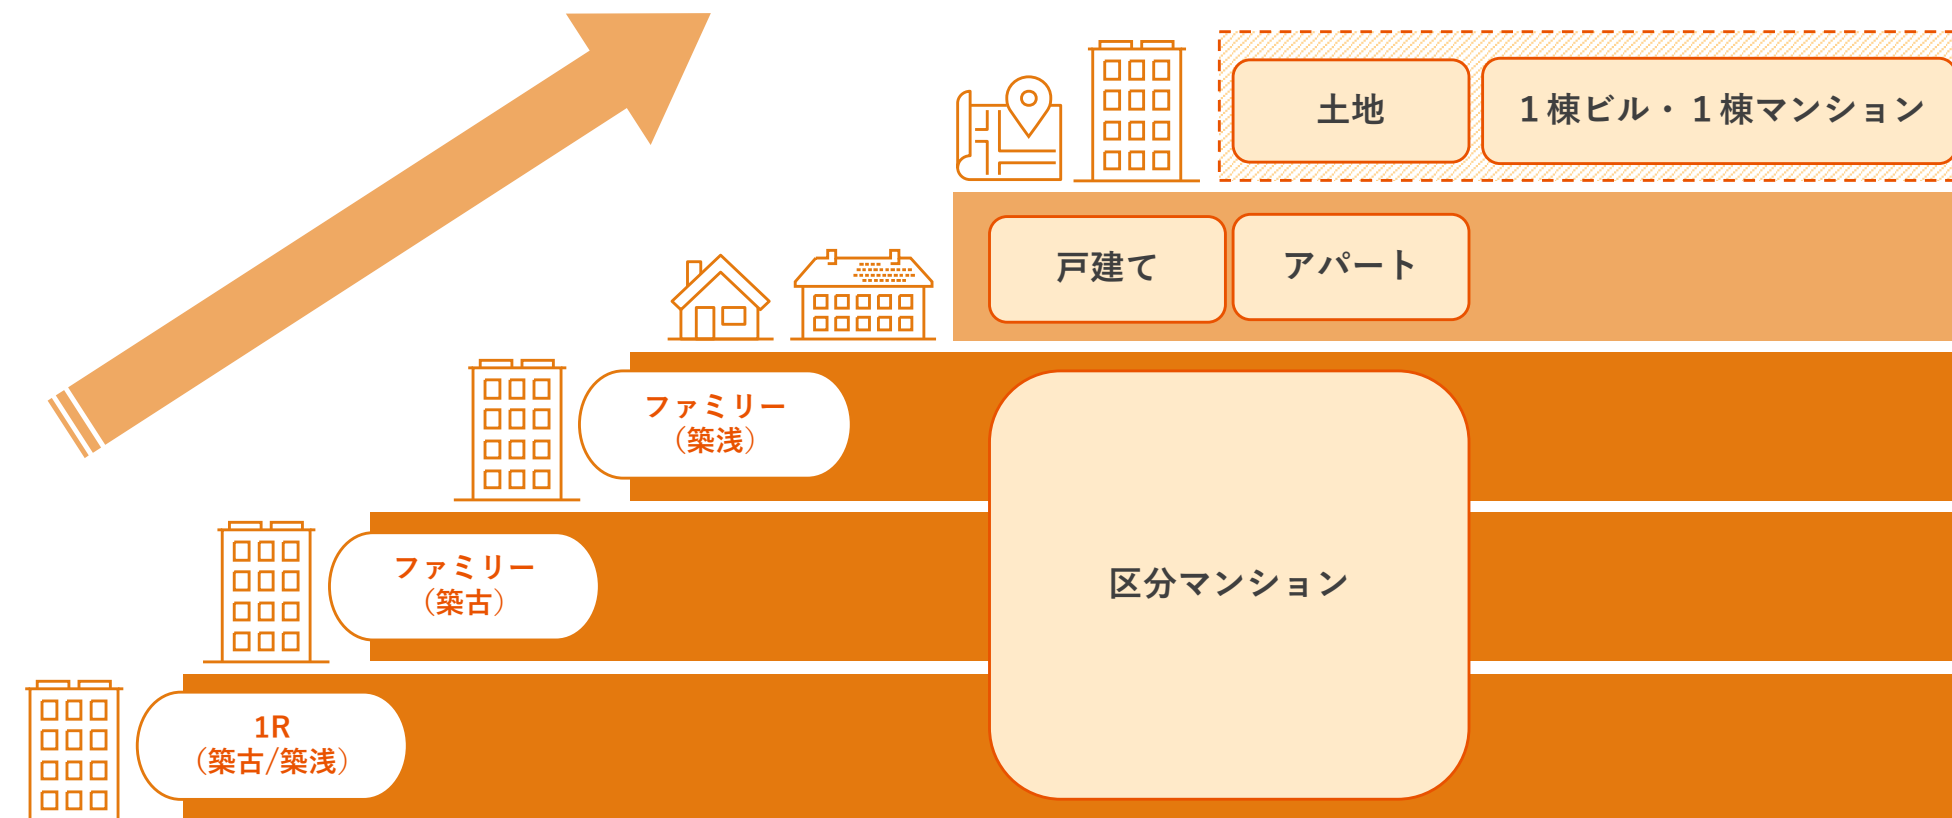 土地
１棟ビル・１棟マンション
戸建て
アパート
ファミリー
（築浅）
ファミリー
（築古）
区分マンション
1R
（築古/築浅）